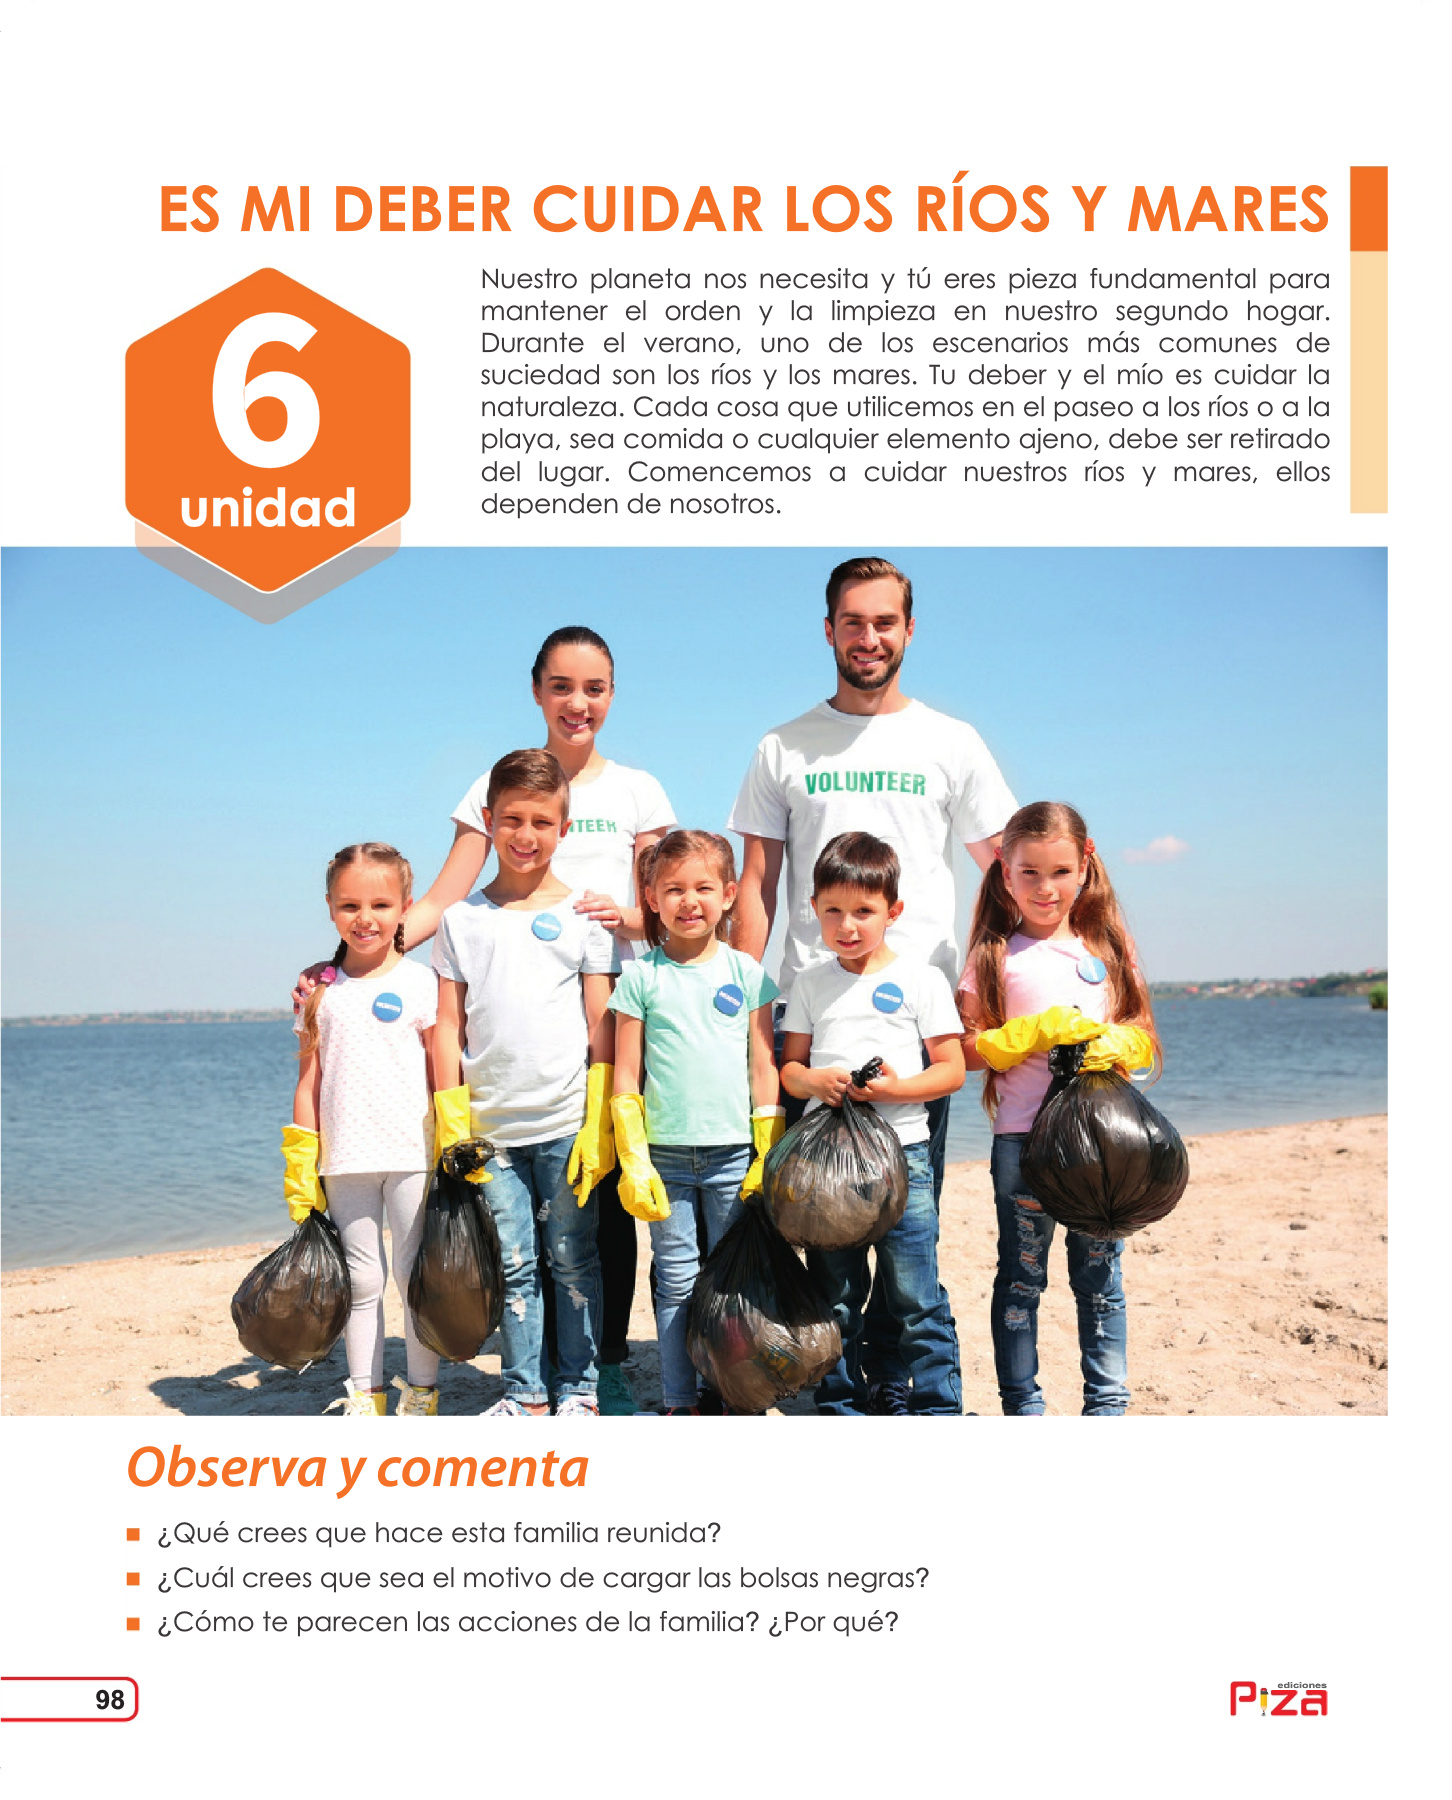 ES MI DEBER CUIDAR LOS RÍOS Y MARES
6
unidad
Nuestro planeta nos necesita y tú eres pieza fundamental para
mantener el orden y la limpieza en nuestro segundo hogar.
Durante el verano, uno de los escenarios más comunes de
suciedad son los ríos y los mares. Tu deber y el mío es cuidar la
naturaleza. Cada cosa que utilicemos en el paseo a los ríos o a la
playa, sea comida o cualquier elemento ajeno, debe ser retirado
del lugar. Comencemos a cuidar nuestros ríos y mares, ellos
dependen de nosotros.
VOLUNTEER
NTEER
Observa y comenta
¿Qué crees que hace esta familia reunida?
¿Cuál crees que sea el motivo de cargar las bolsas negras?
¿Cómo te parecen las acciones de la familia? ¿Por qué?
98
ediciones
Piza